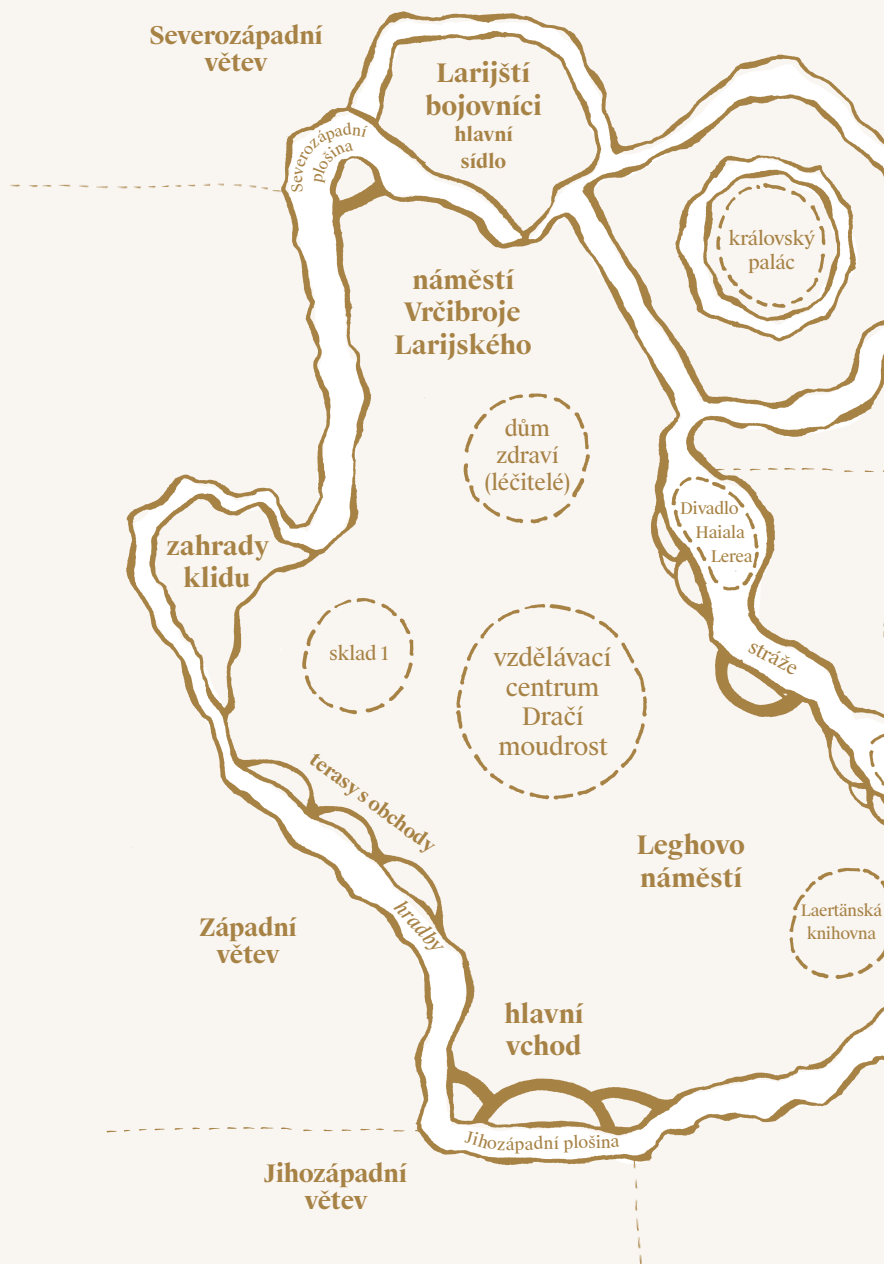 Severozápadní
větev
Larijští
bojovníci
hlavní
sídlo
Severozápadní
plošina
královský
palác
náměstí
Vrčibroje
Larijského
dům
zdraví
(léčitelé)
Divadlo
Haiala
Lerea
zahrady
klidu
sklad 1
vzdělávací
centrum
Dračí
moudrost
stráže
terasy s obchody
Leghovo
náměstí
hradby
Laertänská
knihovna
Západní
větev
hlavní
vchod
Jihozápadní plošina
Jihozápadní
větev